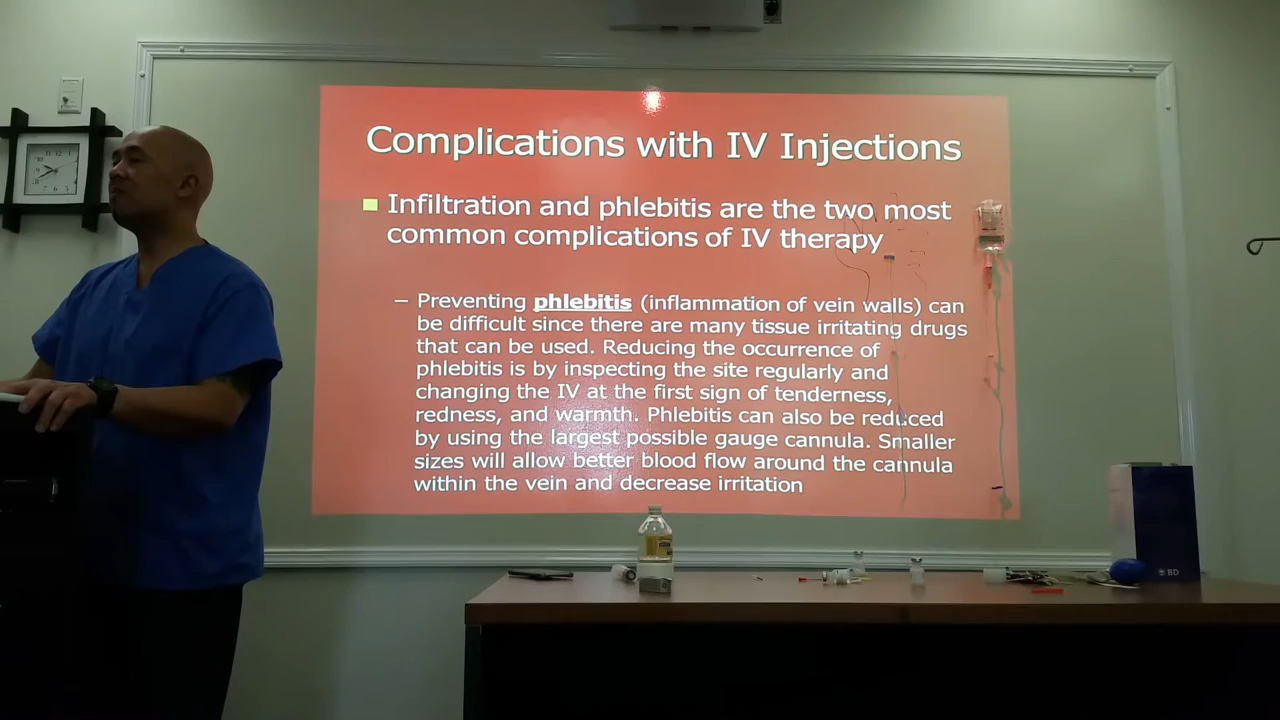 Complications with IV Injections
Infiltration and phlebitis are the two most
common complications of IV therapy
– Preventing phlebitis (inflammation of vein walls) can
be difficult since there are many tissue irritating drugs
that can be used. Reducing the occurrence of
phlebitis is by inspecting the site regularly and
changing the IV at the first sign of tenderness,
redness, and warmth. Phlebitis can also be reduced
by using the largest possible gauge cannula. Smaller
sizes will allow better blood flow around the cannula
within the vein and decrease irritation
BD